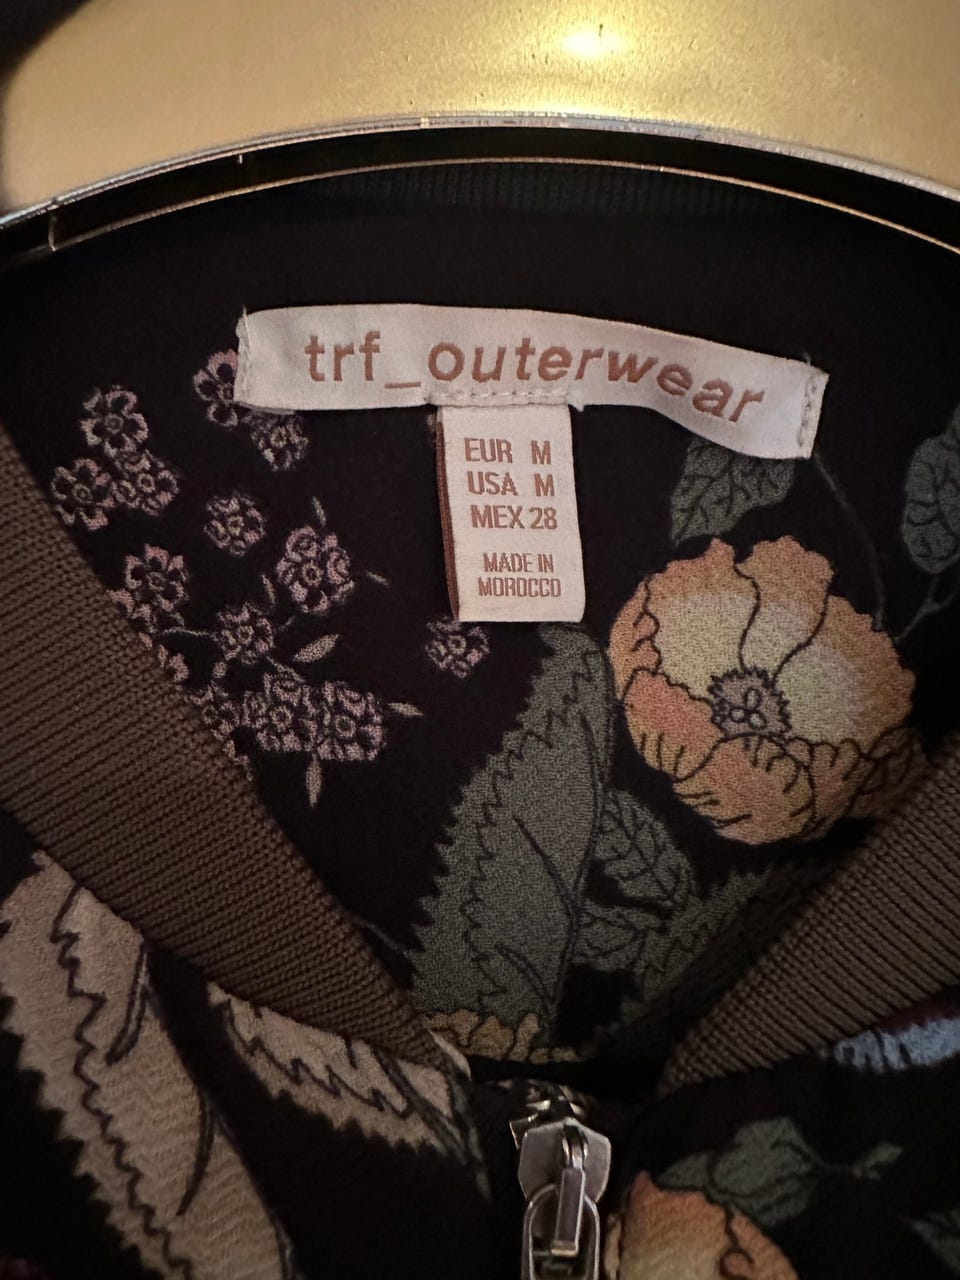 trf_outerwear
EUR M
USA M
MEX 28
MADE IN
MOROCCO